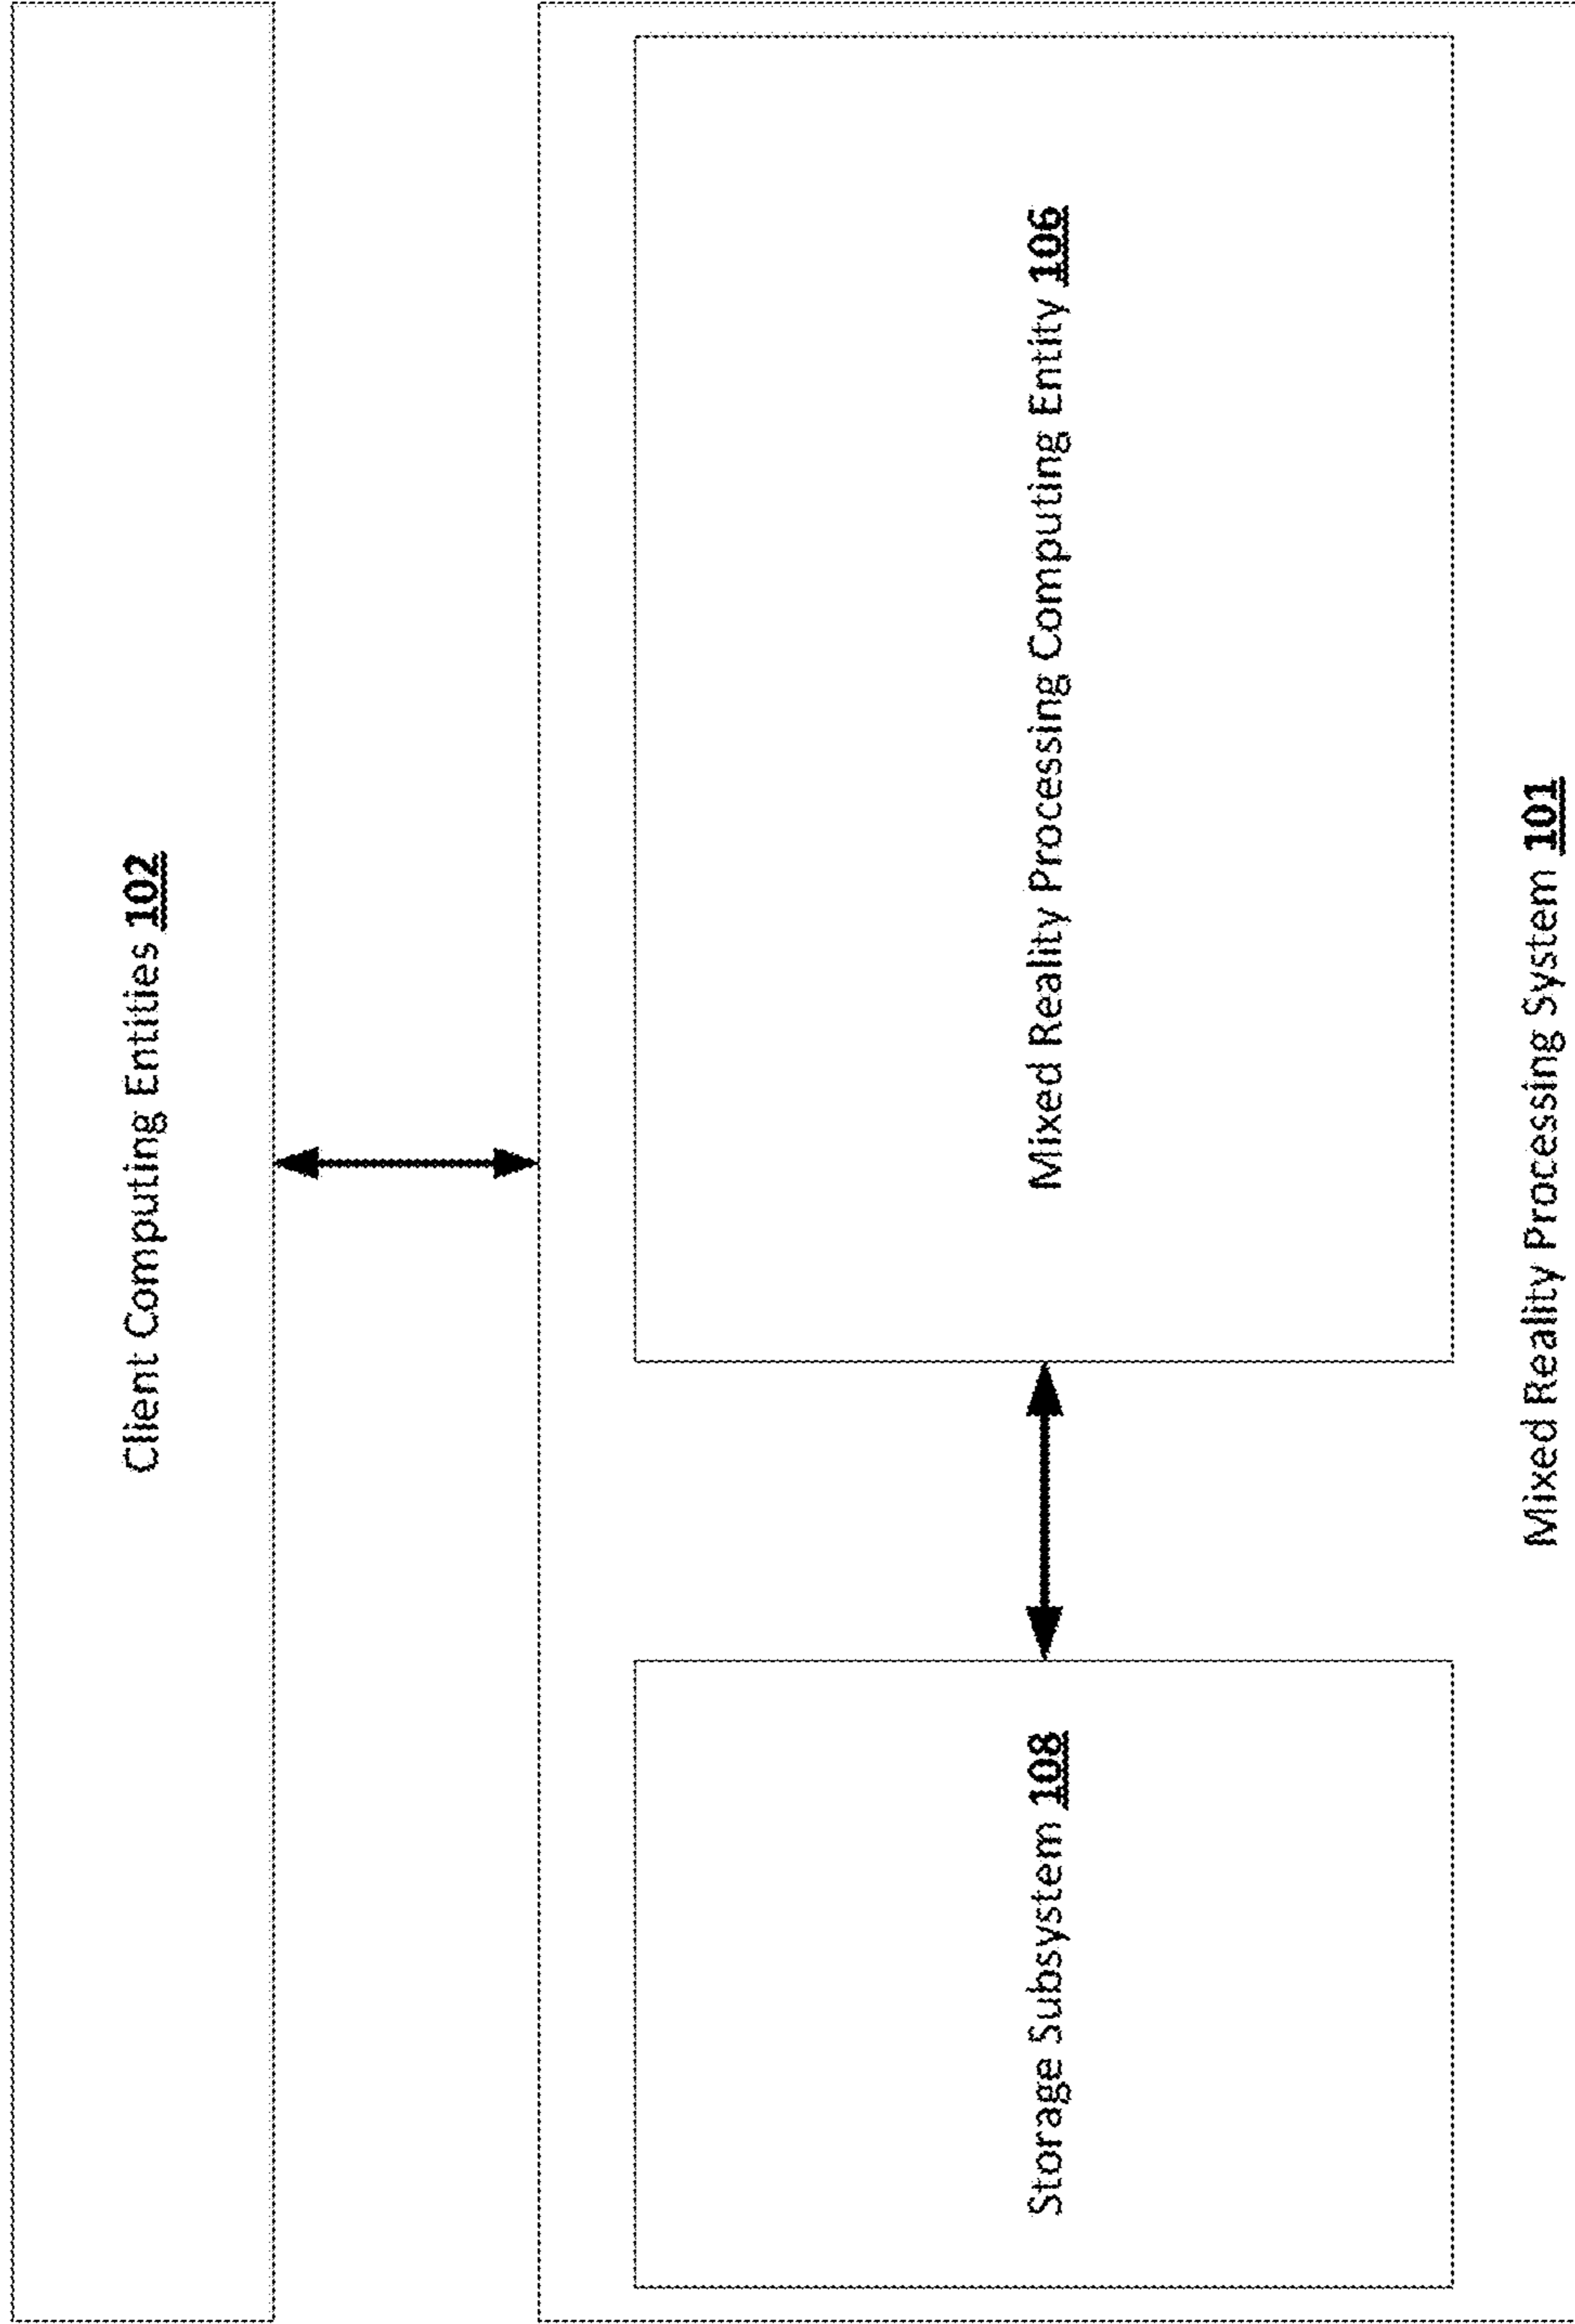 Client Computing Entities 102
Storage Subsystem 108
Mixed Reality Processing Computing Entity 106
Mixed Reality Processing System 101